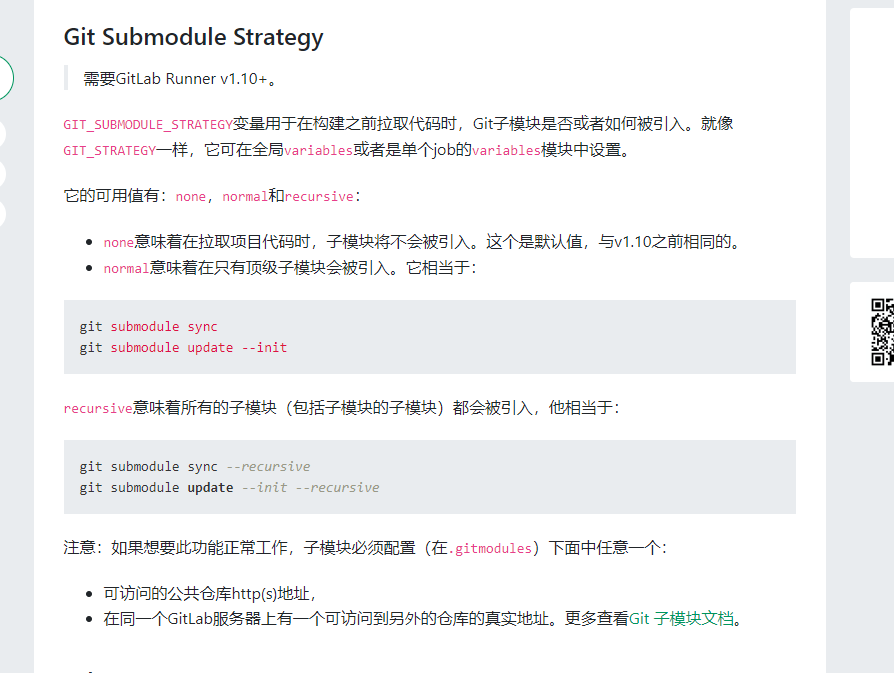 Git Submodule Strategy
需要GitLab Runner v1.10+。
GIT_SUBMODULE_STRATEGY变量用于在构建之前拉取代码时，Git子模块是否或者如何被引入。就像
GIT_STRATEGY一样，它可在全局variables或者是单个job的variables模块中设置。
它的可用值有：none，normal和recursive：
none意味着在拉取项目代码时，子模块将不会被引入。这个是默认值，与v1.10之前相同的。
normal意味着在只有顶级子模块会被引入。它相当于：
git submodule sync
git submodule update --init
recursive意味着所有的子模块（包括子模块的子模块）都会被引入，他相当于：
git submodule sync --recursive
git submodule update --init --recursive
注意：如果想要此功能正常工作，子模块必须配置（在.gitmodules）下面中任意一个：
可访问的公共仓库http(s)地址，
在同一个GitLab服务器上有一个可访问到另外的仓库的真实地址。更多查看Git 子模块文档。